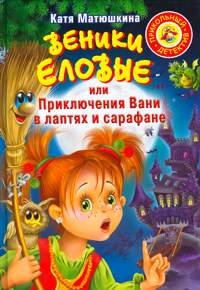 Катя Матюшкина
ВЕНИКИ
ЕЛОВЫЕ
или
Приключения Вани
в лаптях и сарафане
ПРИКОЛЬНЫЙ
ДЕТЕКТИВ